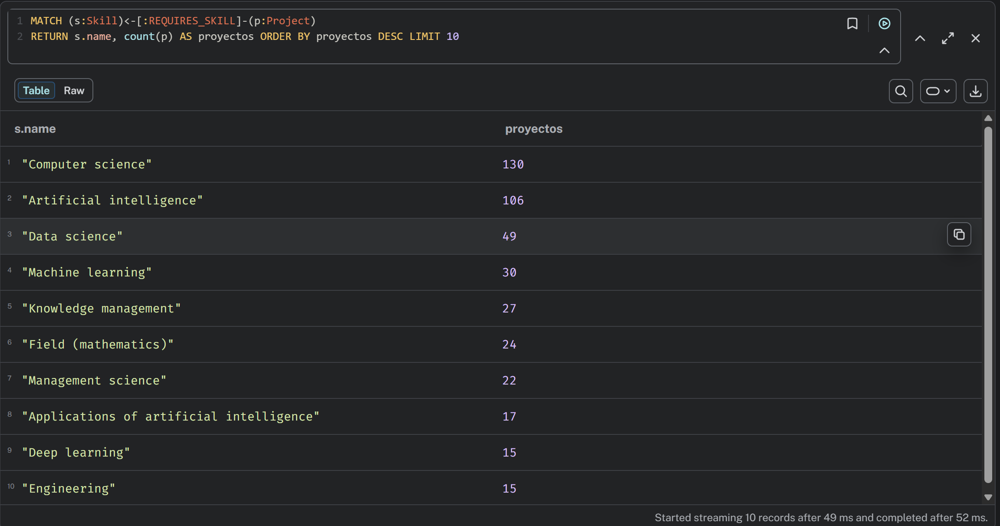 1 MATCH (s:Skill)<-[:REQUIRES_SKILL]-(p:Project)
2 RETURN s.name, count(p) AS proyectos ORDER BY proyectos DESC LIMIT 10
Table Raw
s.name proyectos
1 "Computer science" 130
2 "Artificial intelligence" 106
3 "Data science" 49
4 "Machine learning" 30
5 "Knowledge management" 27
6 "Field (mathematics)" 24
7 "Management science" 22
8 "Applications of artificial intelligence" 17
9 "Deep learning" 15
10 "Engineering" 15
Started streaming 10 records after 49 ms and completed after 52 ms.